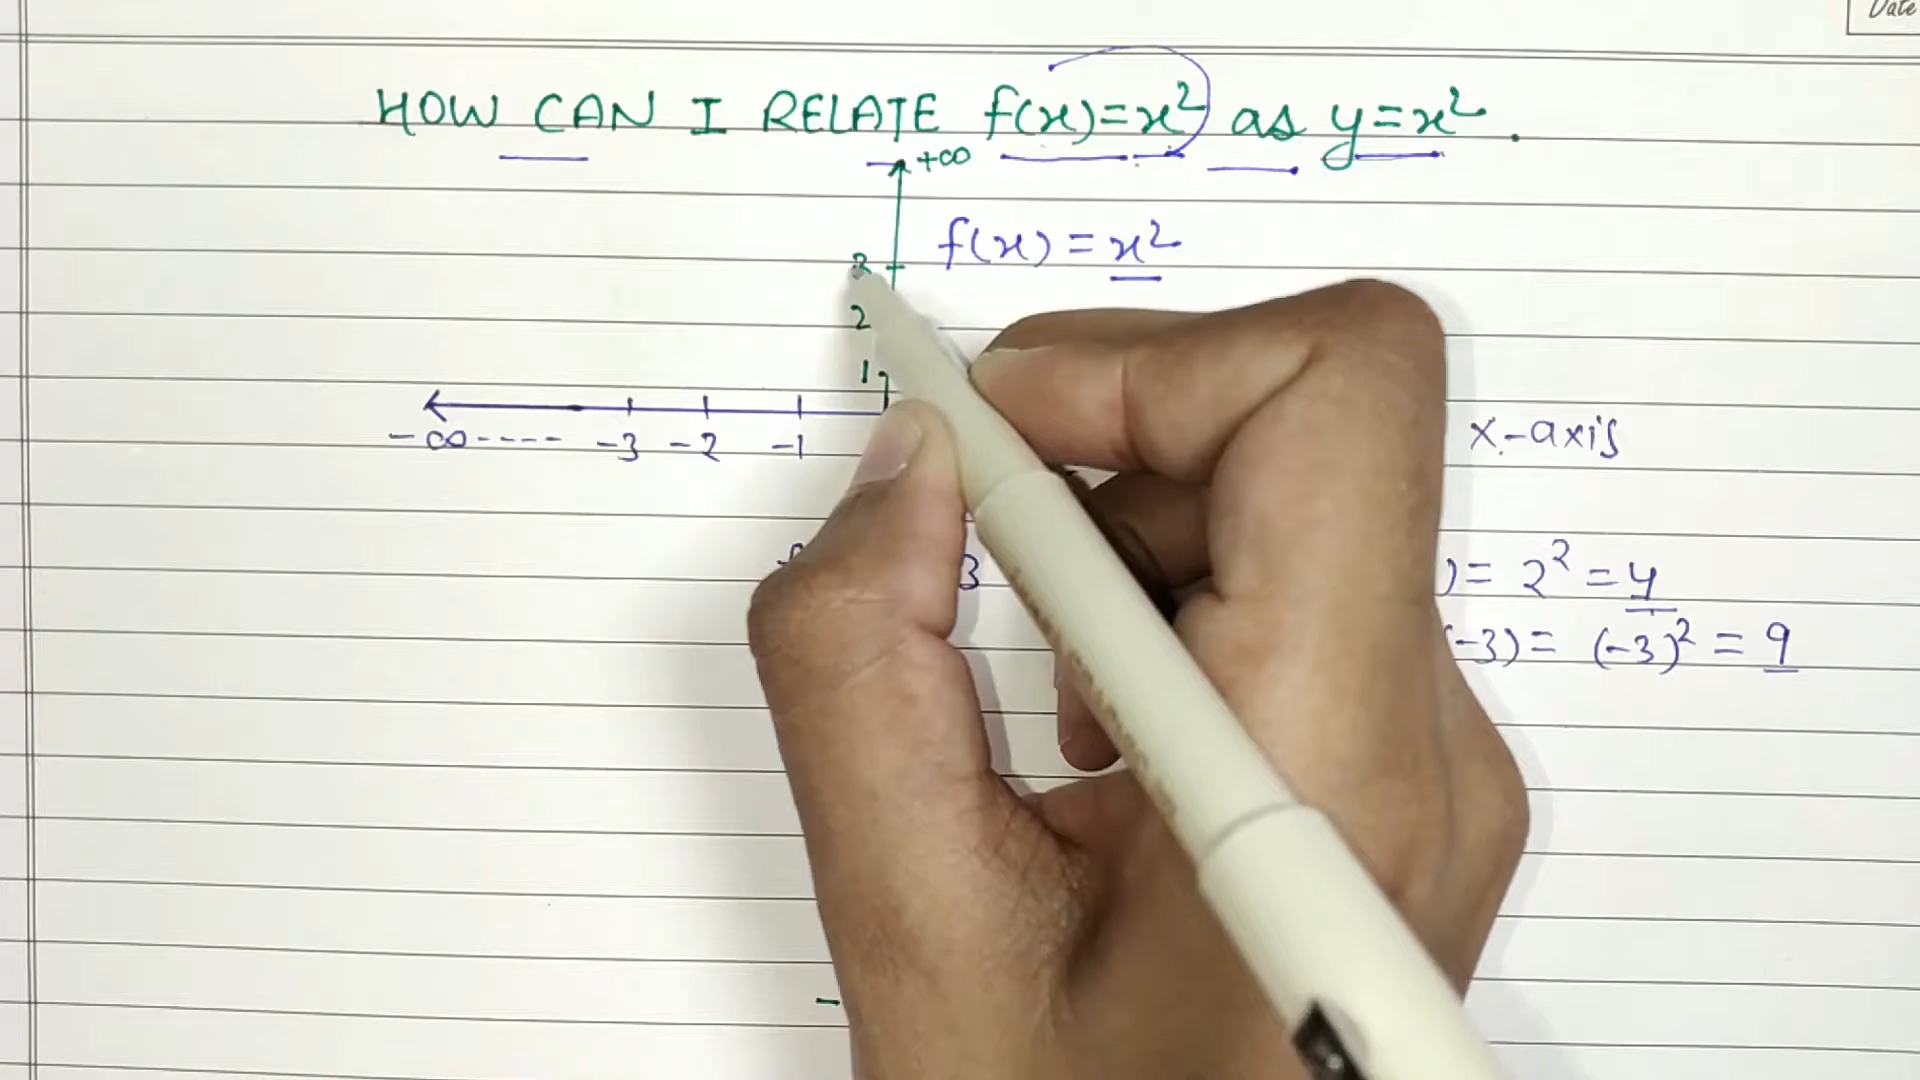 Date
HOW CAN I RELATE f(x)=x² as y=x².
+∞
f(x) = x²
3
2
1
-∞---- -3 -2 -1
x-axis
3 )= 2² = 4
(-3)= (-3)² = 9
-